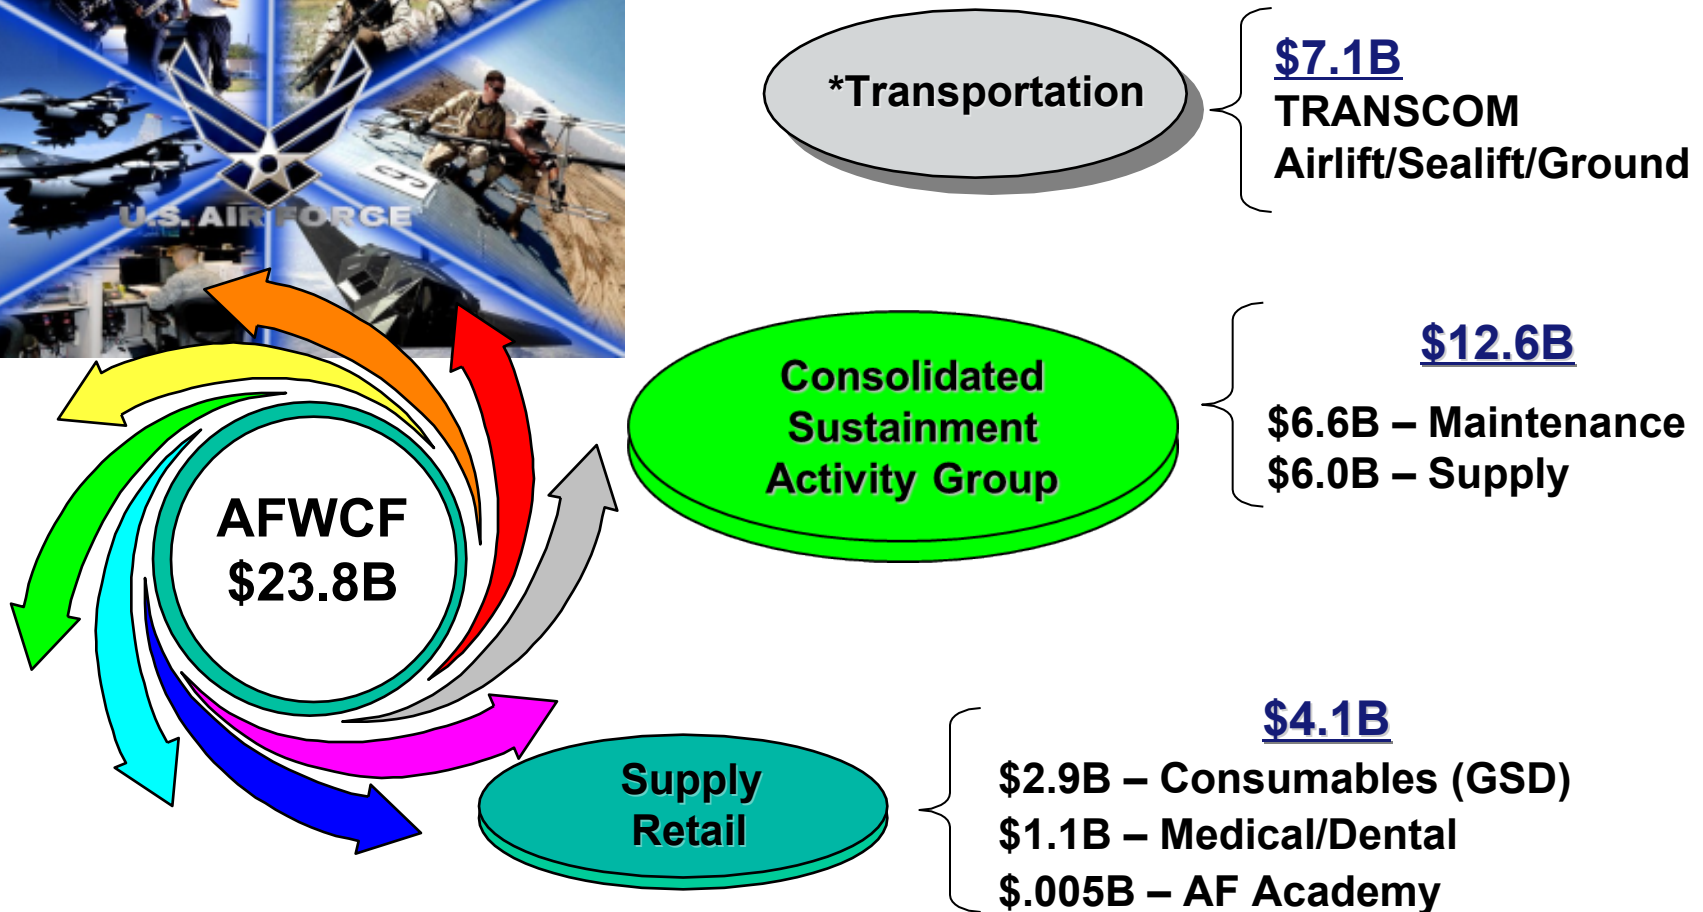 U.S. AIR FORCE
*Transportation
$7.1B
TRANSCOM
Airlift/Sealift/Ground
Consolidated
Sustainment
Activity Group
$12.6B
$6.6B – Maintenance
$6.0B – Supply
AFWCF
$23.8B
Supply
Retail
$4.1B
$2.9B – Consumables (GSD)
$1.1B – Medical/Dental
$.005B – AF Academy